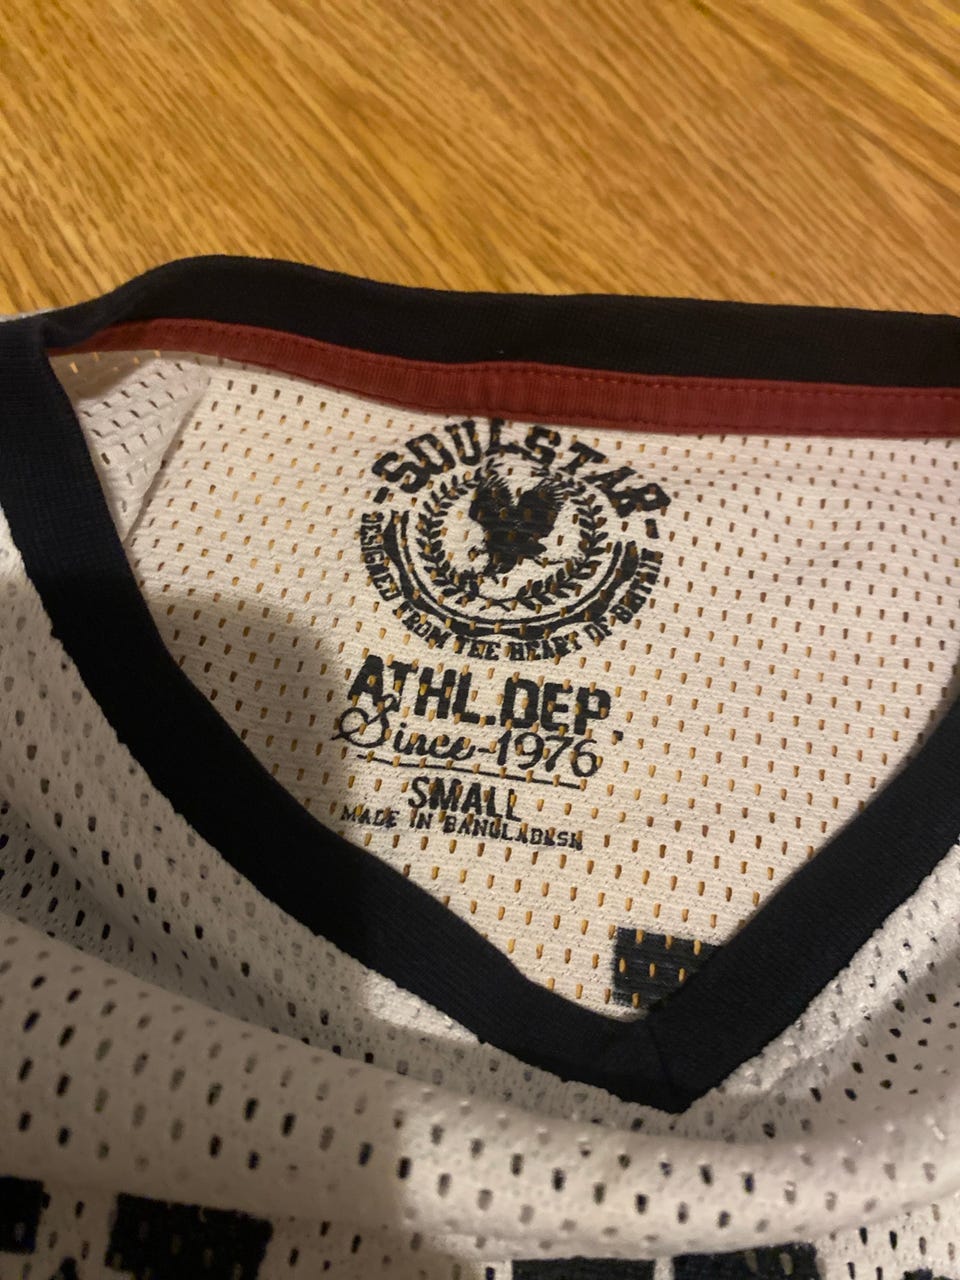 -SOULSTAR-
DESIGNED FROM THE HEART OF BRITAIN
ATHL.DEP.
Since-1976
SMALL
MADE IN BANGLADESH